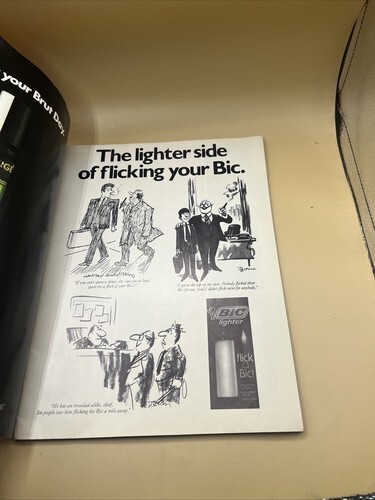 your Brut Day.
The lighter side
of flicking your Bic.
"If you can't spare a dime, sir, can you at least
spare me a flick of your Bic?"
"I got to the top on my own. Nobody flicked their
Bic for me. And I didn't flick mine for anybody."
BIC
lighter
flick
Bic!
"He has an ironclad alibi, chief.
Ten people saw him flicking his Bic a mile away."